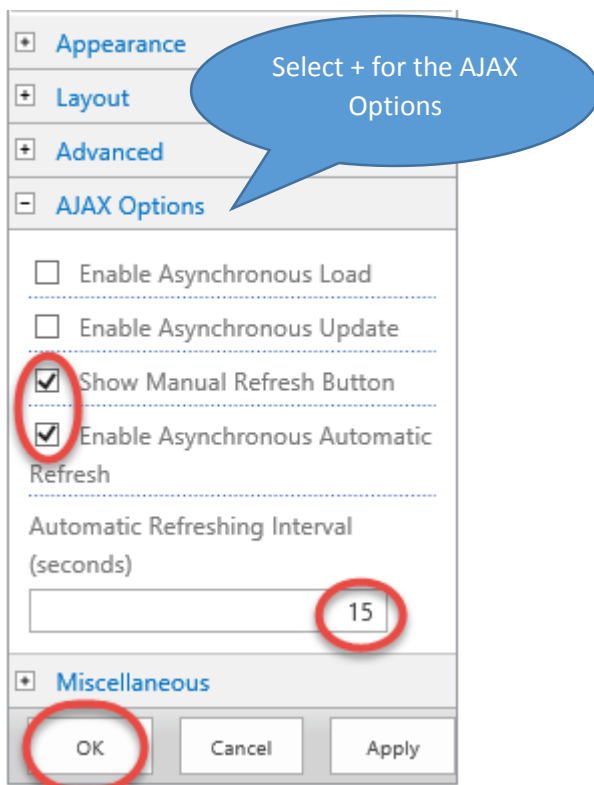 Appearance
Select + for the AJAX
Options
Layout
Advanced
AJAX Options
Enable Asynchronous Load
Enable Asynchronous Update
Show Manual Refresh Button
Enable Asynchronous Automatic
Refresh
Automatic Refreshing Interval
(seconds)
15
Miscellaneous
OK Cancel Apply